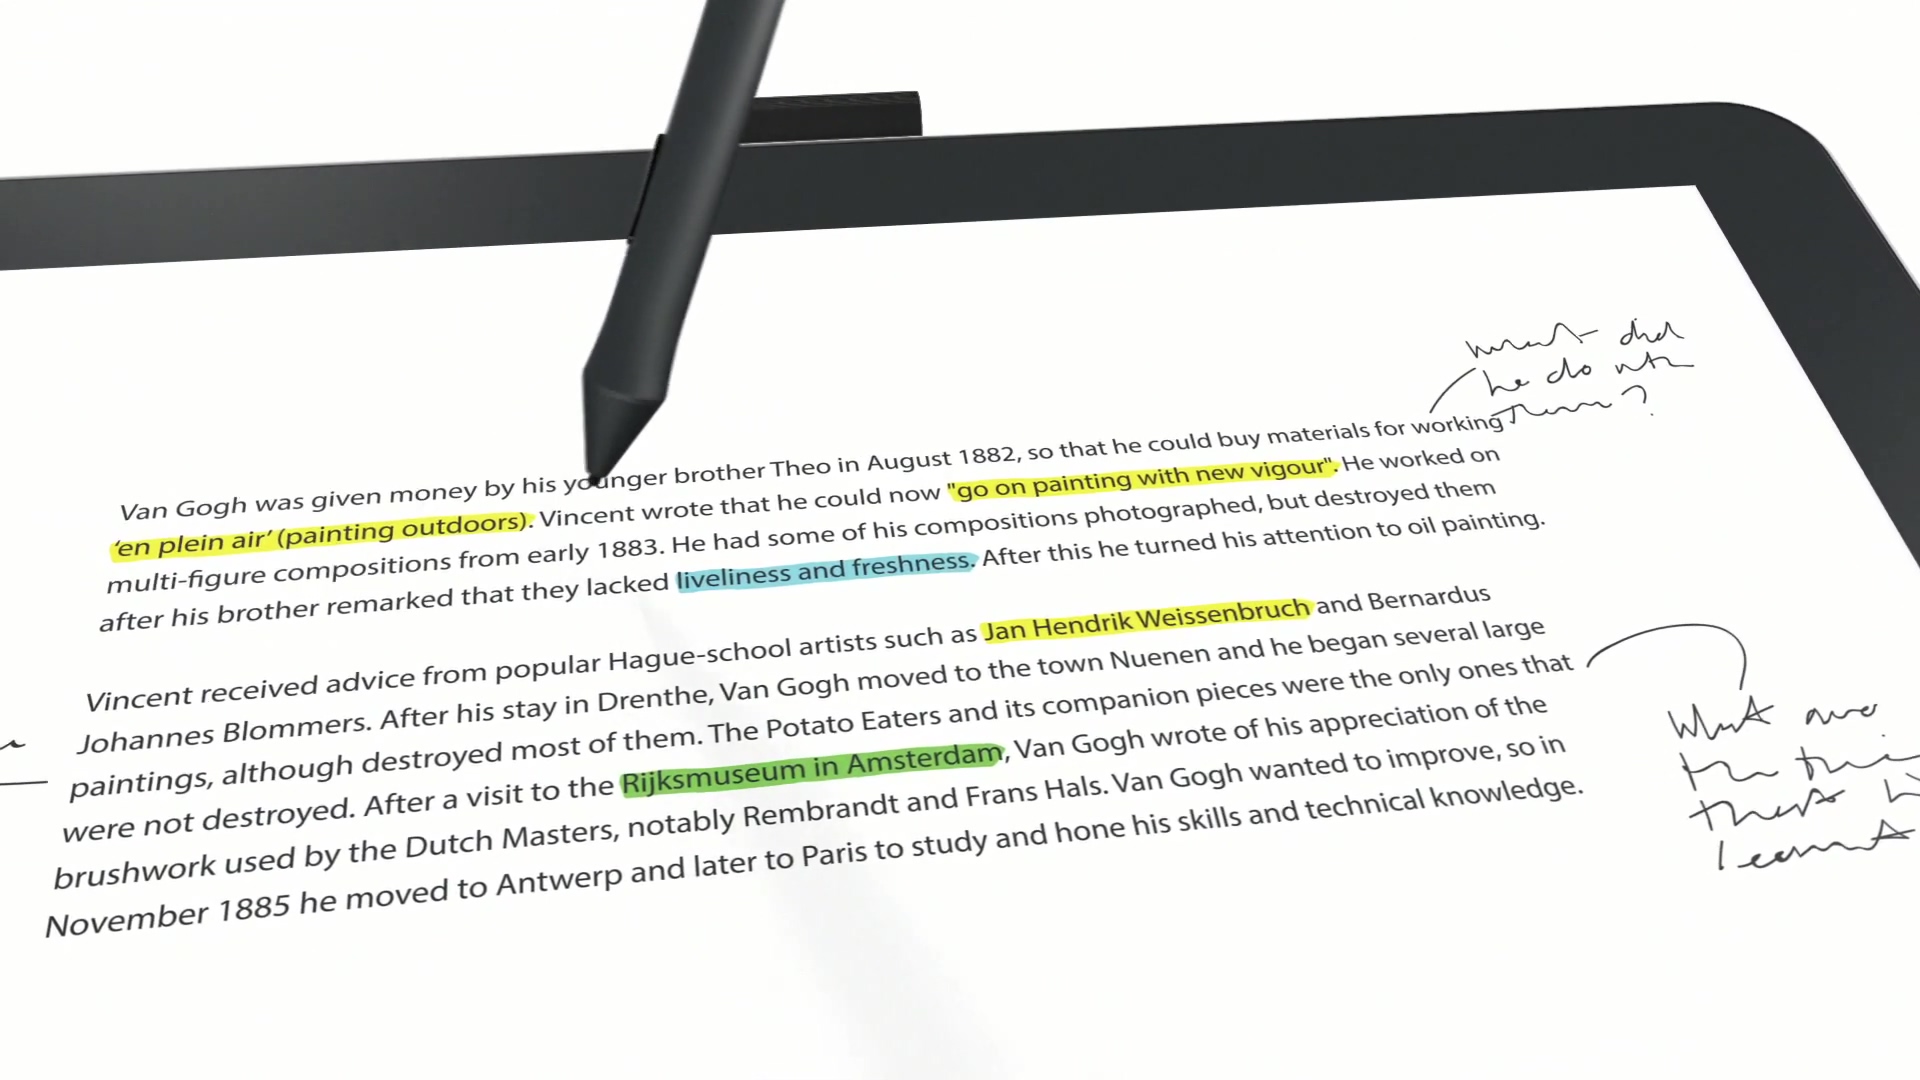 what did
he do with
them?
Van Gogh was given money by his younger brother Theo in August 1882, so that he could buy materials for working
‘en plein air’ (painting outdoors). Vincent wrote that he could now "go on painting with new vigour". He worked on
multi-figure compositions from early 1883. He had some of his compositions photographed, but destroyed them
after his brother remarked that they lacked liveliness and freshness. After this he turned his attention to oil painting.
Vincent received advice from popular Hague-school artists such as Jan Hendrik Weissenbruch and Bernardus
Johannes Blommers. After his stay in Drenthe, Van Gogh moved to the town Nuenen and he began several large
paintings, although destroyed most of them. The Potato Eaters and its companion pieces were the only ones that
were not destroyed. After a visit to the Rijksmuseum in Amsterdam, Van Gogh wrote of his appreciation of the
brushwork used by the Dutch Masters, notably Rembrandt and Frans Hals. Van Gogh wanted to improve, so in
November 1885 he moved to Antwerp and later to Paris to study and hone his skills and technical knowledge.
What are
the
that
learnt